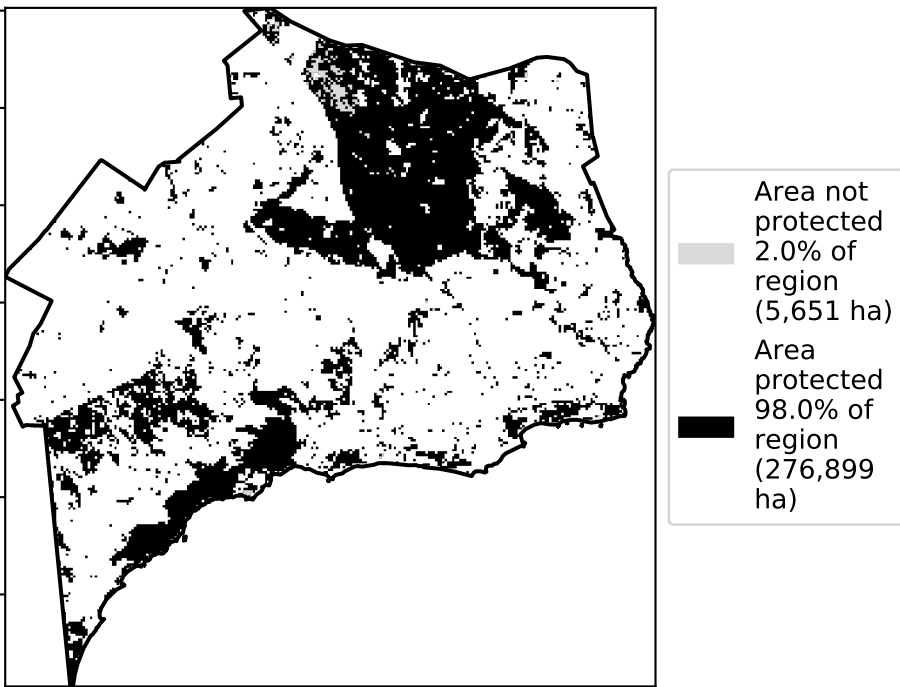 Area not
protected
2.0% of
region
(5,651 ha)
Area
protected
98.0% of
region
(276,899
ha)